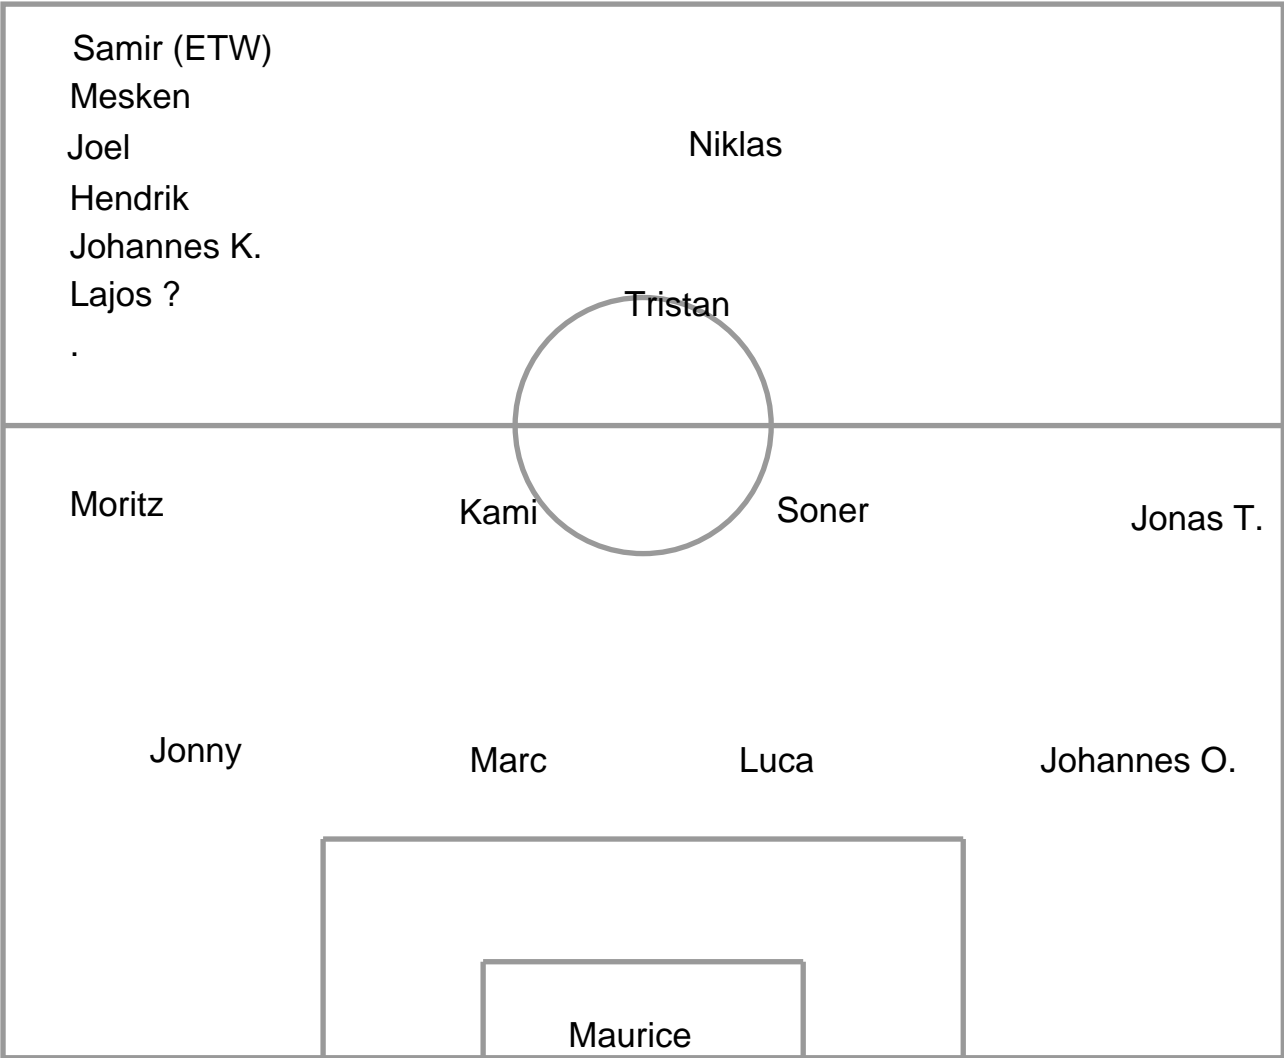 Samir (ETW)
Mesken
Joel
Niklas
Hendrik
Johannes K.
Lajos ?
Tristan
.
Moritz
Kami
Soner
Jonas T.
Jonny
Marc
Luca
Johannes O.
Maurice